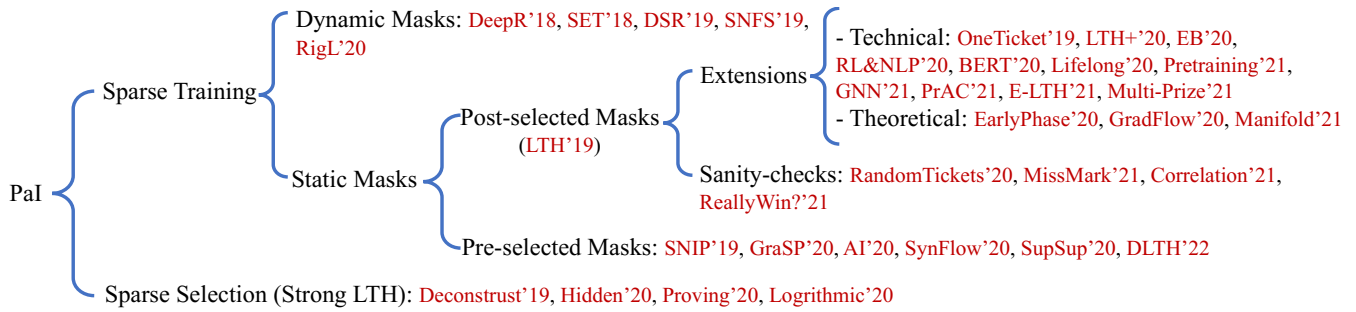 Dynamic Masks: DeepR'18, SET'18, DSR'19, SNFS'19,
RigL'20
- Technical: OneTicket'19, LTH+'20, EB'20,
RL&NLP'20, BERT'20, Lifelong'20, Pretraining'21,
GNN'21, PrAC'21, E-LTH'21, Multi-Prize'21
- Theoretical: EarlyPhase'20, GradFlow'20, Manifold'21
Extensions
Sparse Training
Post-selected Masks
(LTH'19)
Static Masks
Sanity-checks: RandomTickets'20, MissMark'21, Correlation'21,
ReallyWin?'21
PaI
Pre-selected Masks: SNIP'19, GraSP'20, AI'20, SynFlow'20, SupSup'20, DLTH'22
Sparse Selection (Strong LTH): Deconstrust'19, Hidden'20, Proving'20, Logrithmic'20